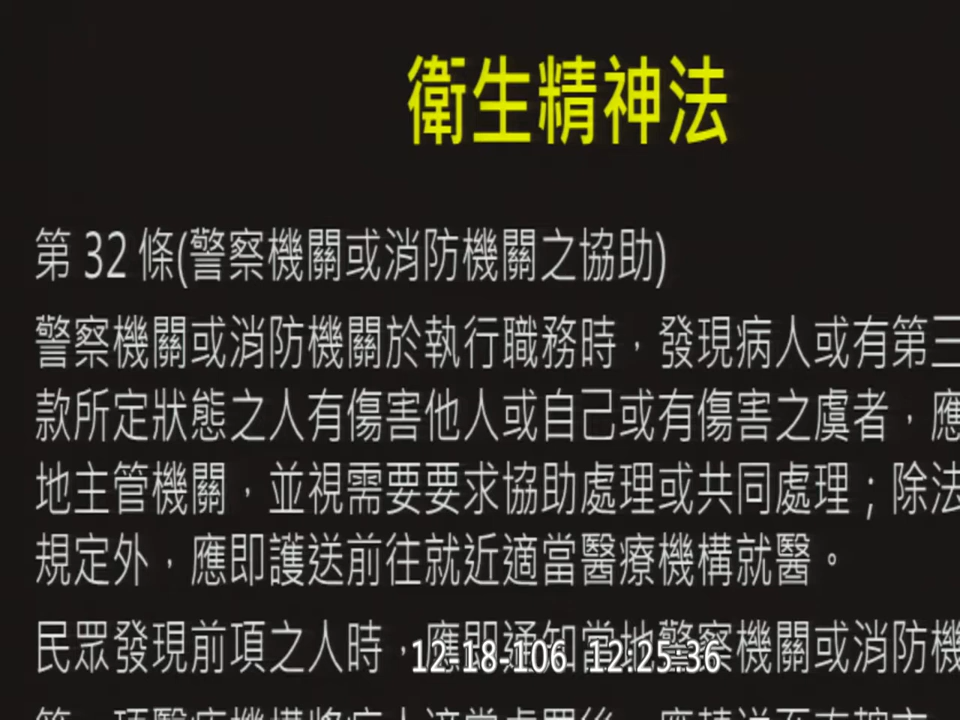 衛生精神法
第 32 條(警察機關或消防機關之協助)
警察機關或消防機關於執行職務時，發現病人或有第三
款所定狀態之人有傷害他人或自己或有傷害之虞者，應
地主管機關，並視需要要求協助處理或共同處理；除法
規定外，應即護送前往就近適當醫療機構就醫。
民眾發現前項之人時，應即通知當地警察機關或消防機
12-18-106 12:25:36